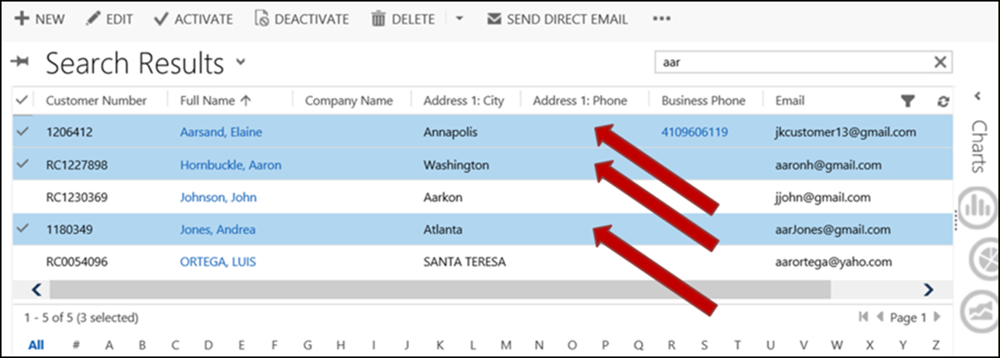 NEW EDIT ACTIVATE DEACTIVATE DELETE SEND DIRECT EMAIL
Search Results
aar
Customer Number Full Name Company Name Address 1: City Address 1: Phone Business Phone Email
1206412 Aarsand, Elaine Annapolis 4109606119 jkcustomer13@gmail.com
RC1227898 Hornbuckle, Aaron Washington aaronh@gmail.com
RC1230369 Johnson, John Aarkon jjohn@gmail.com
1180349 Jones, Andrea Atlanta aarJones@gmail.com
RC0054096 ORTEGA, LUIS SANTA TERESA aarortega@yaho.com
Charts
1 - 5 of 5 (3 selected) Page 1
All # A B C D E F G H I J K L M N O P Q R S T U V W X Y Z